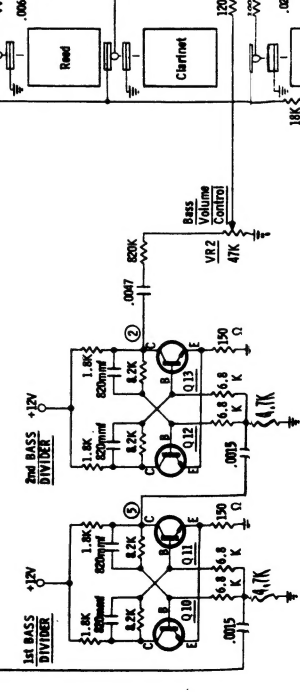 1st BASS
DIVIDER
+12V
1.8K
1.8K
820mmf
820mmf
8.2K
8.2K
C
C
B
B
E
E
Q10
Q11
5
6.8
K
6.8
K
150
Ω
.0015
4.7K
2nd BASS
DIVIDER
+12V
1.8K
1.8K
820mmf
820mmf
8.2K
8.2K
C
C
B
B
E
E
Q12
Q13
2
6.8
K
6.8
K
150
Ω
.0015
4.7K
.0047
820K
Bass
Volume
Control
VR2
47K
.006
Reed
Clarinet
18K